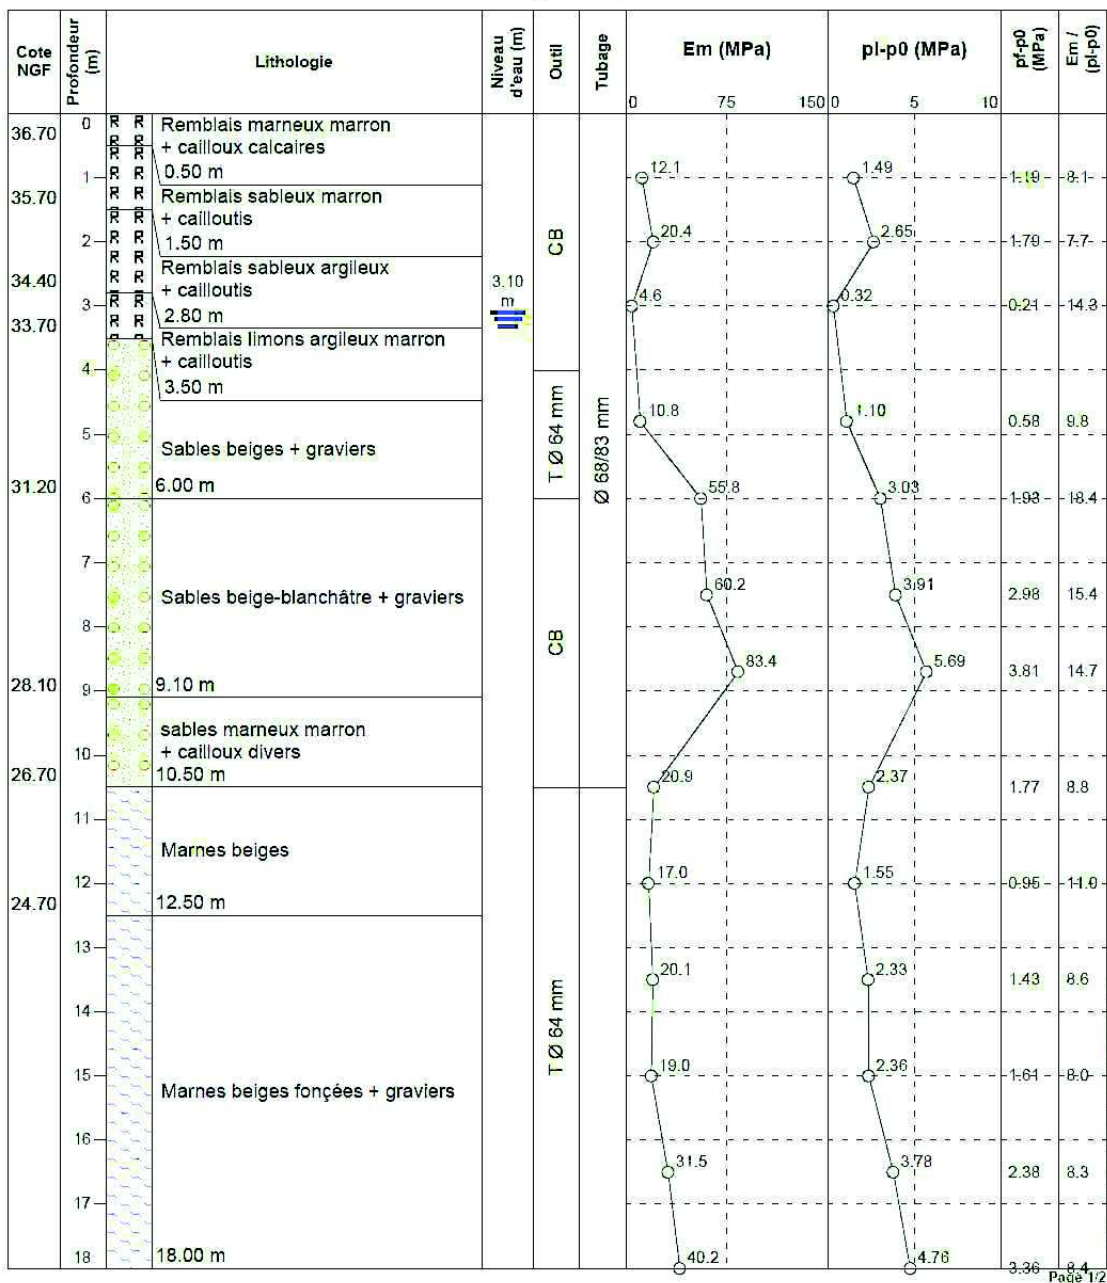 Cote
NGF
Profondeur
(m)
Lithologie
Niveau
d'eau (m)
Outil
Tubage
Em (MPa)
pl-p0 (MPa)
pf-p0
(MPa)
Em /
(pl-p0)
0 75 150 0 5 10
36.70
35.70
34.40
33.70
31.20
28.10
26.70
24.70
0
1
2
3
4
5
6
7
8
9
10
11
12
13
14
15
16
17
18
R R
R R
R R
R R
R R
R R
R R
R R
R R
R R
Remblais marneux marron
+ cailloux calcaires
0.50 m
Remblais sableux marron
+ cailloutis
1.50 m
Remblais sableux argileux
+ cailloutis
2.80 m
Remblais limons argileux marron
+ cailloutis
3.50 m
Sables beiges + graviers
6.00 m
Sables beige-blanchâtre + graviers
9.10 m
sables marneux marron
+ cailloux divers
10.50 m
Marnes beiges
12.50 m
Marnes beiges fonçées + graviers
18.00 m
3.10
m
CB
T Ø 64 mm
CB
T Ø 64 mm
Ø 68/83 mm
12.1 1.49 1.19 8.1
20.4 2.65 1.79 7.7
4.6 0.32 0.21 14.3
10.8 1.10 0.58 9.8
55.8 3.03 1.93 18.4
60.2 3.91 2.98 15.4
83.4 5.69 3.81 14.7
20.9 2.37 1.77 8.8
17.0 1.55 0.95 11.0
20.1 2.33 1.43 8.6
19.0 2.36 1.61 8.0
31.5 3.78 2.38 8.3
40.2 4.76 3.36 8.4
Page 1/2